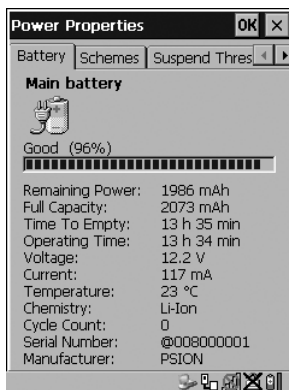 Power Properties OK ×
Battery Schemes Suspend Thres
Main battery
Good (96%)
Remaining Power: 1986 mAh
Full Capacity: 2073 mAh
Time To Empty: 13 h 35 min
Operating Time: 13 h 34 min
Voltage: 12.2 V
Current: 117 mA
Temperature: 23 °C
Chemistry: Li-Ion
Cycle Count: 0
Serial Number: @008000001
Manufacturer: PSION